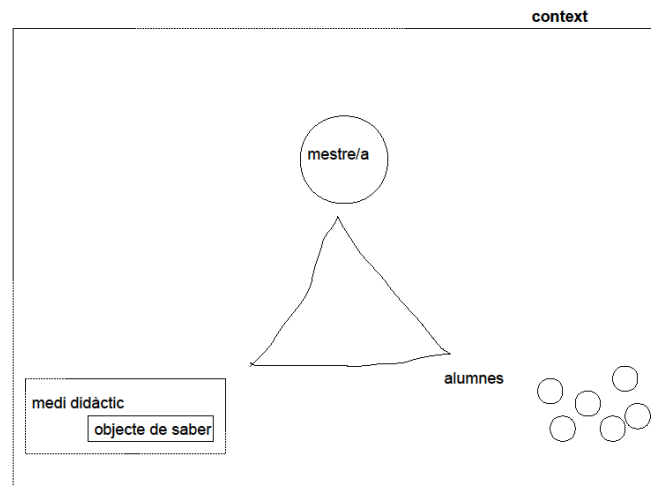 context
mestre/a
alumnes
medi didàctic
objecte de saber